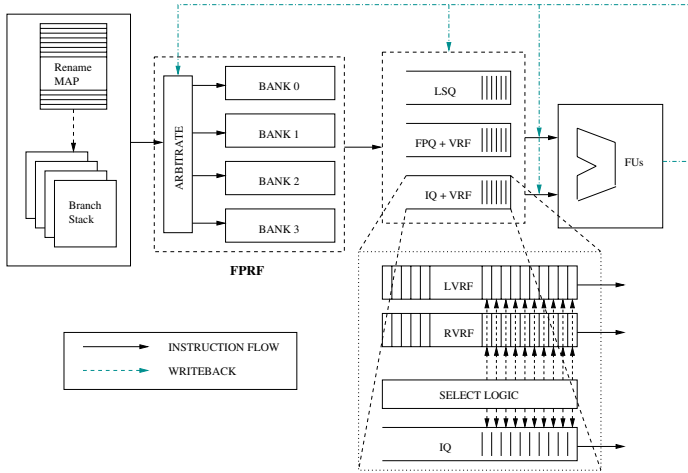 Rename
MAP
Branch
Stack
ARBITRATE
BANK 0
BANK 1
BANK 2
BANK 3
FPRF
LSQ
FPQ + VRF
IQ + VRF
FUs
LVRF
RVRF
SELECT LOGIC
IQ
INSTRUCTION FLOW
WRITEBACK